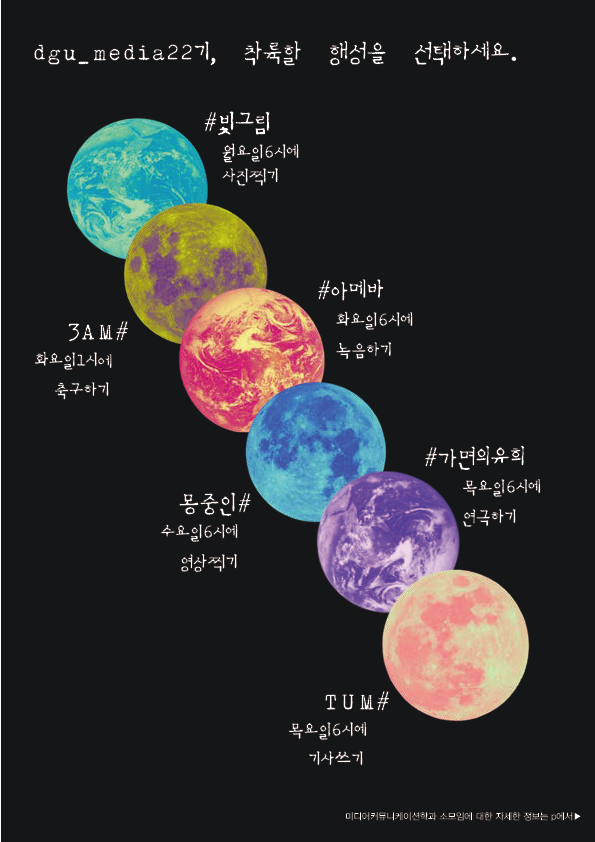 dgu_media22기, 착륙할 행성을 선택하세요.
#빛그림
월요일6시에
사진찍기
3AM#
화요일1시에
축구하기
#아메바
화요일6시에
녹음하기
몽중인#
수요일6시에
영상찍기
#가면의유희
목요일6시에
연극하기
TUM#
목요일6시에
기사쓰기
미디어커뮤니케이션학과 소모임에 대한 자세한 정보는 p에서▶